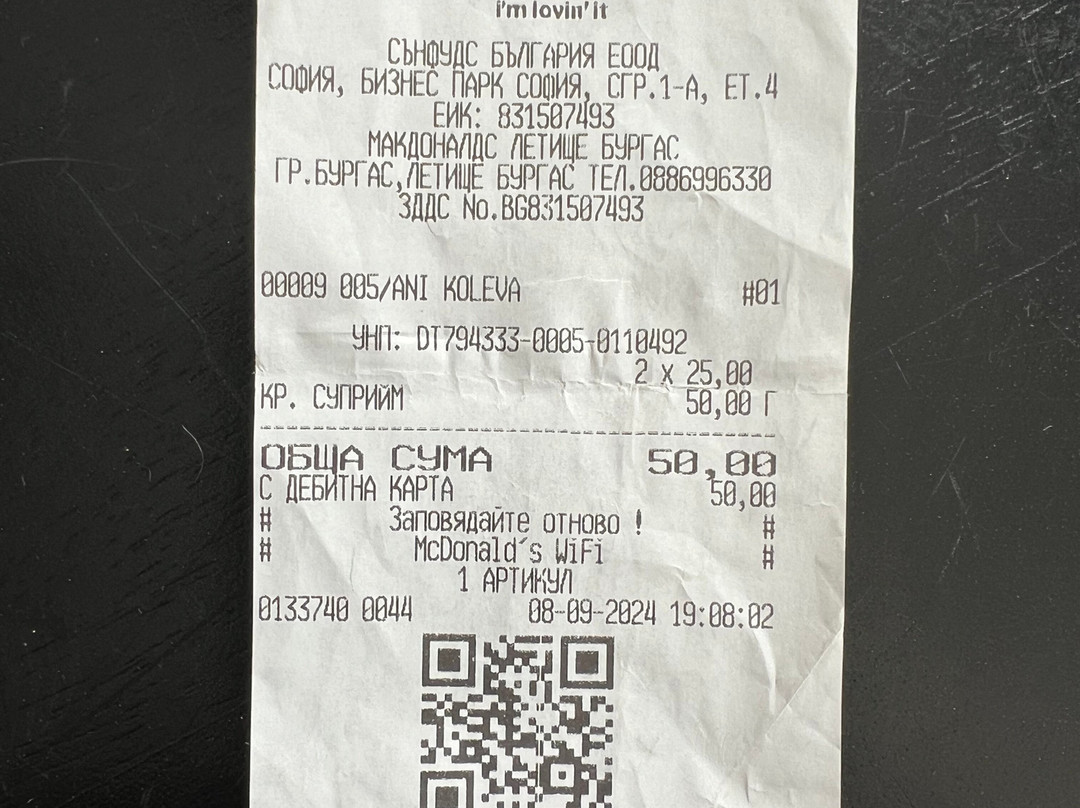 i'm lovin' it
СЪНФУДС БЪЛГАРИЯ ЕООД
СОФИЯ, БИЗНЕС ПАРК СОФИЯ, СГР.1-А, ЕТ.4
ЕИК: 831507493
МАКДОНАЛДС ЛЕТИЩЕ БУРГАС
ГР.БУРГАС,ЛЕТИЩЕ БУРГАС ТЕЛ.0886996330
ЗДДС No.BG831507493
00009 005/ANI KOLEVA #01
УНП: DT794333-0005-0110492
2 x 25,00
КР. СУПРИЙМ 50,00 Г
ОБЩА СУМА 50,00
С ДЕБИТНА КАРТА 50,00
# Заповядайте отново ! #
# McDonald´s WiFi #
1 АРТИКУЛ
0133740 0044 08-09-2024 19:08:02